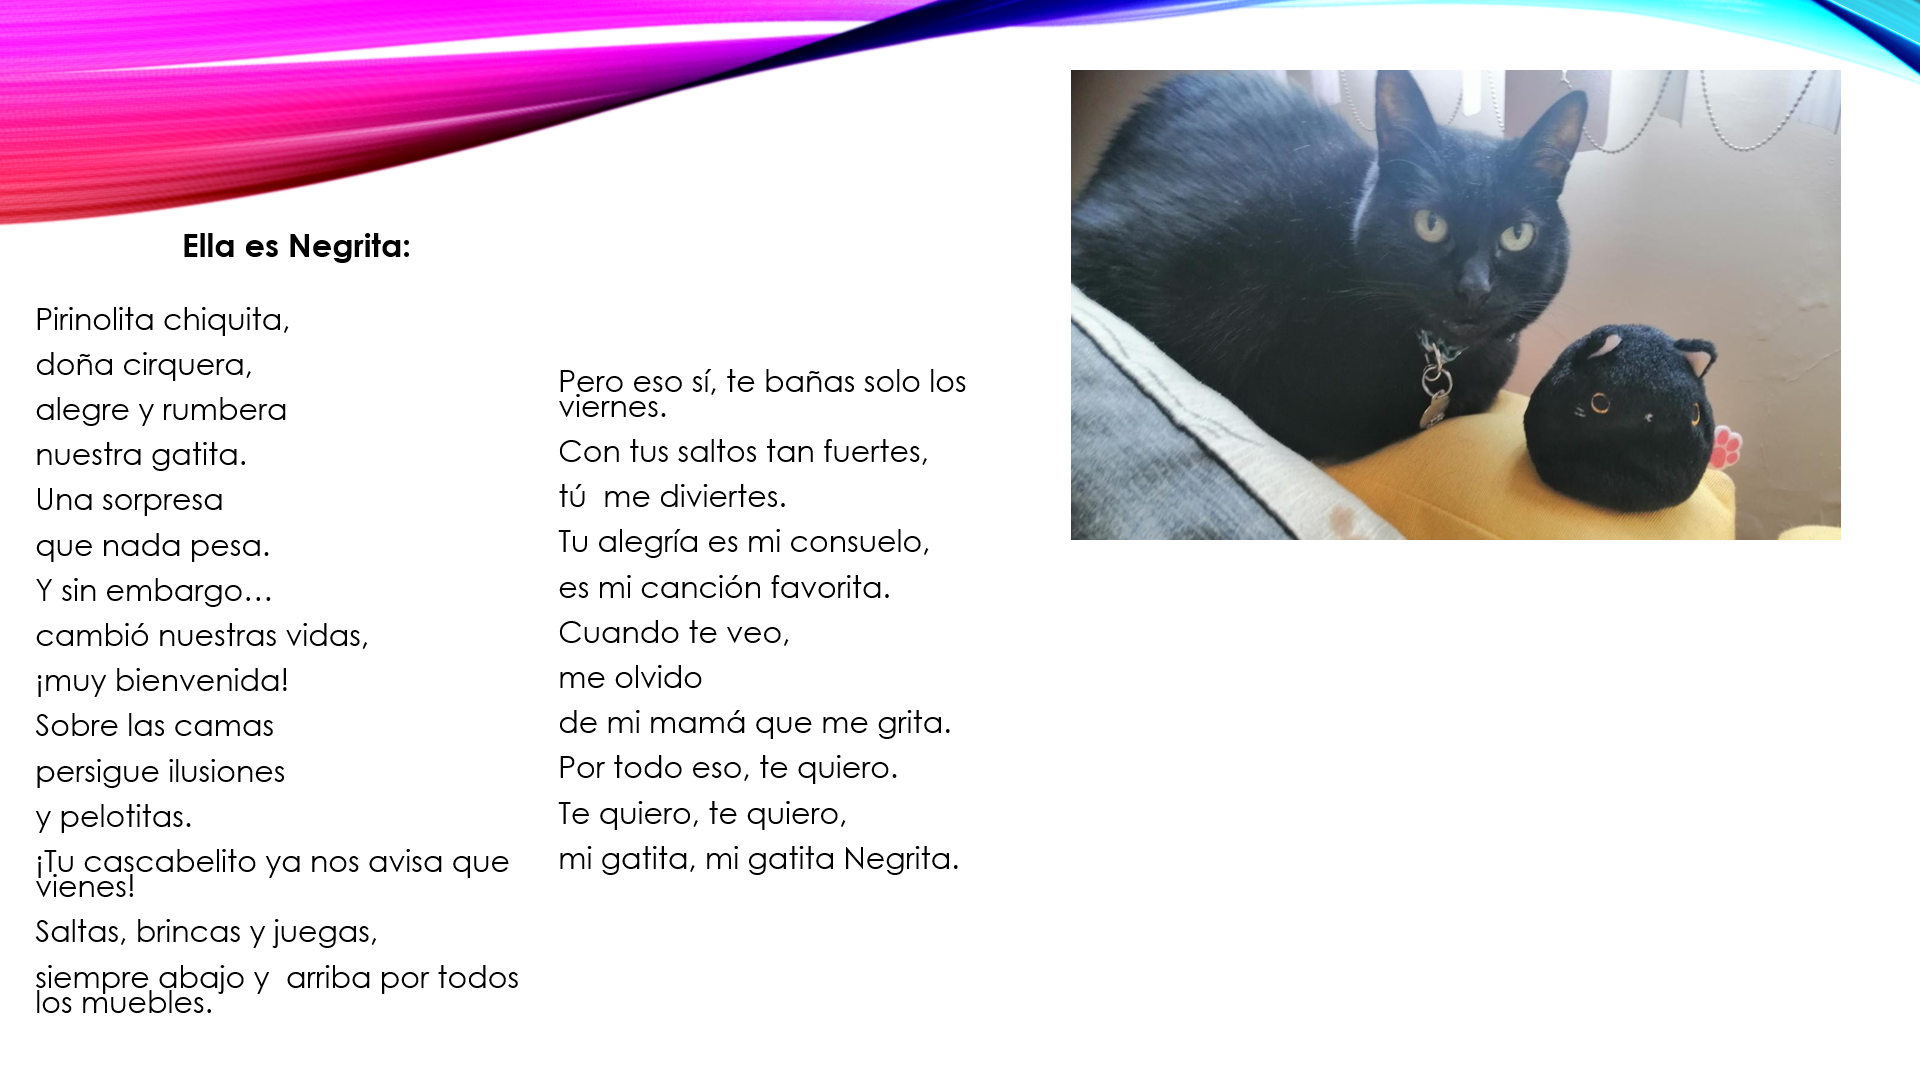 Ella es Negrita:
Pirinolita chiquita,
doña cirquera,
alegre y rumbera
nuestra gatita.
Una sorpresa
que nada pesa.
Y sin embargo…
cambió nuestras vidas,
¡muy bienvenida!
Sobre las camas
persigue ilusiones
y pelotitas.
¡Tu cascabelito ya nos avisa que
vienes!
Saltas, brincas y juegas,
siempre abajo y  arriba por todos
los muebles.
Pero eso sí, te bañas solo los
viernes.
Con tus saltos tan fuertes,
tú  me diviertes.
Tu alegría es mi consuelo,
es mi canción favorita.
Cuando te veo,
me olvido
de mi mamá que me grita.
Por todo eso, te quiero.
Te quiero, te quiero,
mi gatita, mi gatita Negrita.